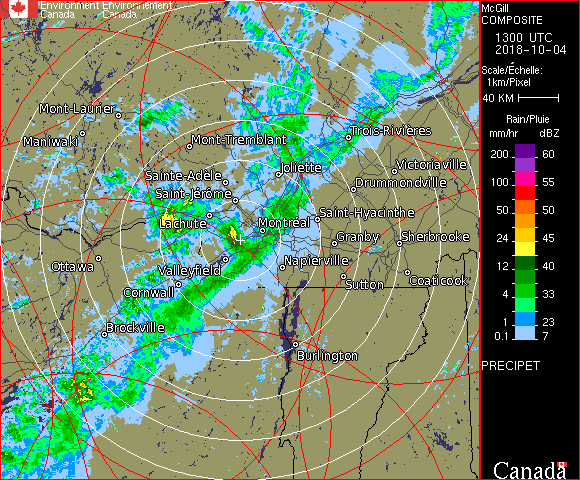 Environment Environnement
Canada Canada
McGill
COMPOSITE
1300 UTC
2018-10-04
Scale/Échelle:
1km/Pixel
40 KM
Rain/Pluie
mm/hr dBZ
200 60
100 55
50 50
24 45
12 40
4 33
1 23
0.1 7
PRECIPET
Canada
Mont-Laurier
Maniwaki
Mont-Tremblant
Trois-Rivières
Joliette
Victoriaville
Sainte-Adèle
Drummondville
Saint-Jérôme
Saint-Hyacinthe
Lachute
Montréal
Granby
Sherbrooke
Ottawa
Valleyfield
Napierville
Sutton
Coaticook
Cornwall
Brockville
Burlington